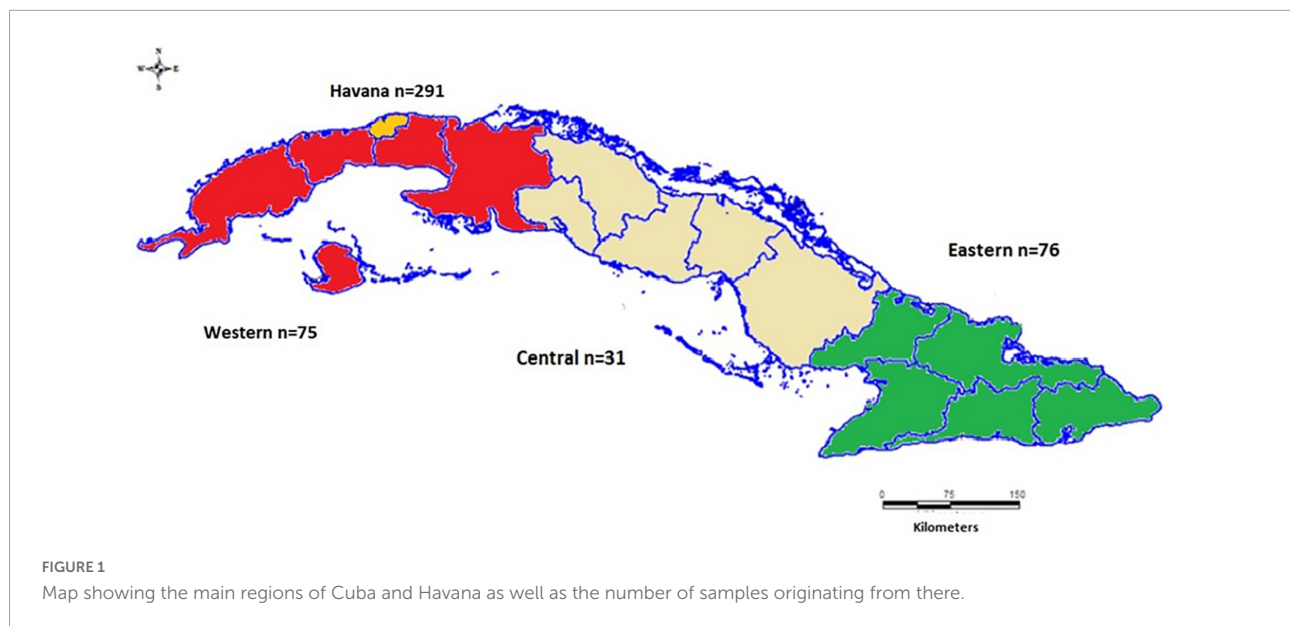 N
W E
S
Havana n=291
Eastern n=76
Western n=75
Central n=31
0 75 150
Kilometers
FIGURE 1
Map showing the main regions of Cuba and Havana as well as the number of samples originating from there.